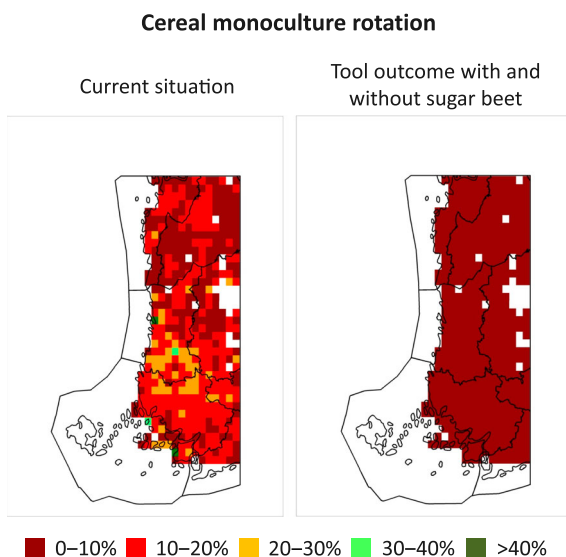 Cereal monoculture rotation
Current situation
Tool outcome with and
without sugar beet
0–10%
10–20%
20–30%
30–40%
>40%